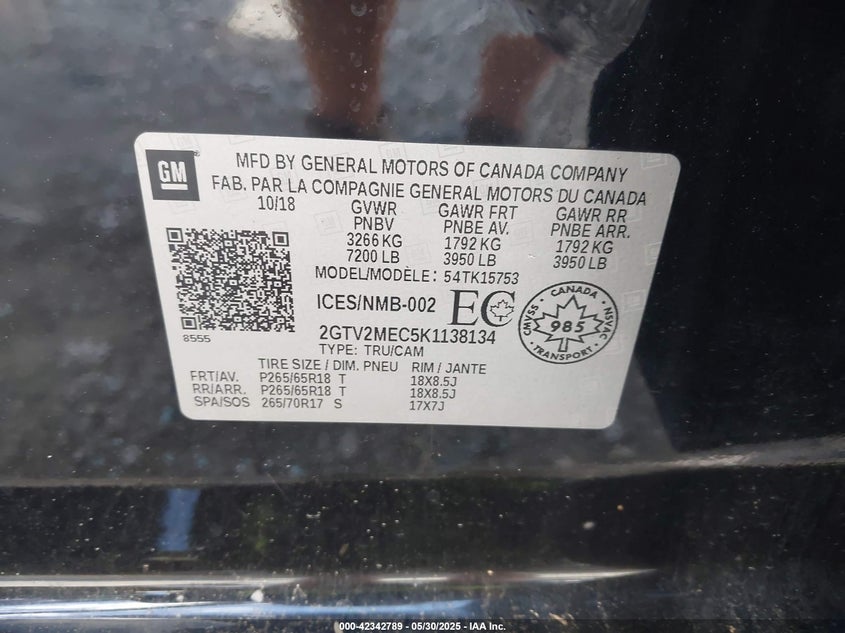 GM
MFD BY GENERAL MOTORS OF CANADA COMPANY
FAB. PAR LA COMPAGNIE GENERAL MOTORS DU CANADA
10/18 GVWR GAWR FRT GAWR RR
PNBV PNBE AV. PNBE ARR.
3266 KG 1792 KG 1792 KG
7200 LB 3950 LB 3950 LB
MODEL/MODÈLE: 54TK15753
ICES/NMB-002 EC
CANADA
CMVSS 985 NSVAC
TRANSPORT
8555
2GTV2MEC5K1138134
TYPE: TRU/CAM
TIRE SIZE / DIM. PNEU RIM / JANTE
FRT/AV. P265/65R18 T 18X8.5J
RR/ARR. P265/65R18 T 18X8.5J
SPA/SOS 265/70R17 S 17X7J
000-42342789 - 05/30/2025 - IAA Inc.